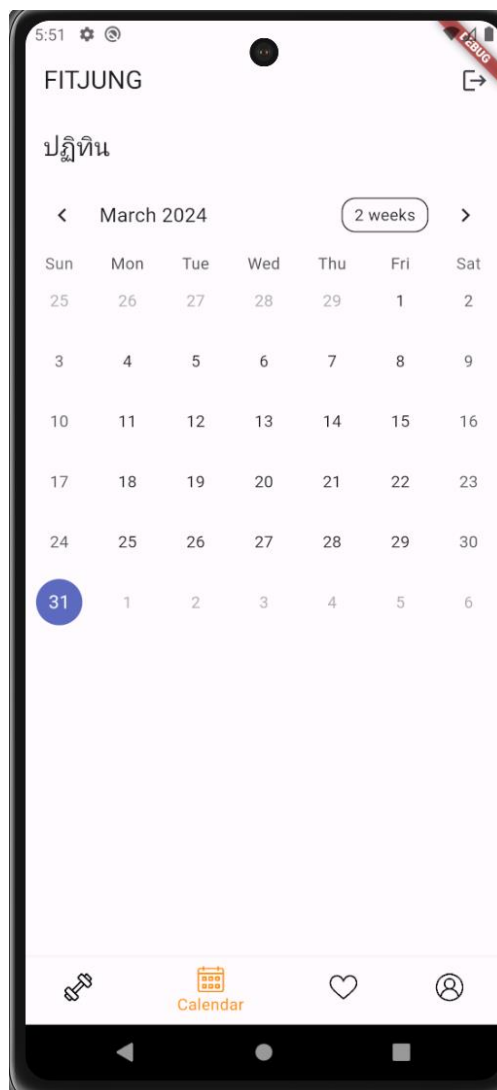 5:51
DEBUG
FITJUNG
ปฏิทิน
March 2024 2 weeks
Sun Mon Tue Wed Thu Fri Sat
25 26 27 28 29 1 2
3 4 5 6 7 8 9
10 11 12 13 14 15 16
17 18 19 20 21 22 23
24 25 26 27 28 29 30
31 1 2 3 4 5 6
Calendar